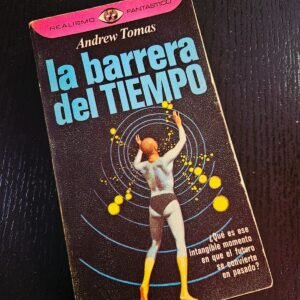 REALISMO FANTASTICO
Andrew Tomas
la barrera
del TIEMPO
¿Qué es ese
intangible momento
en que el futuro
se convierte
en pasado?